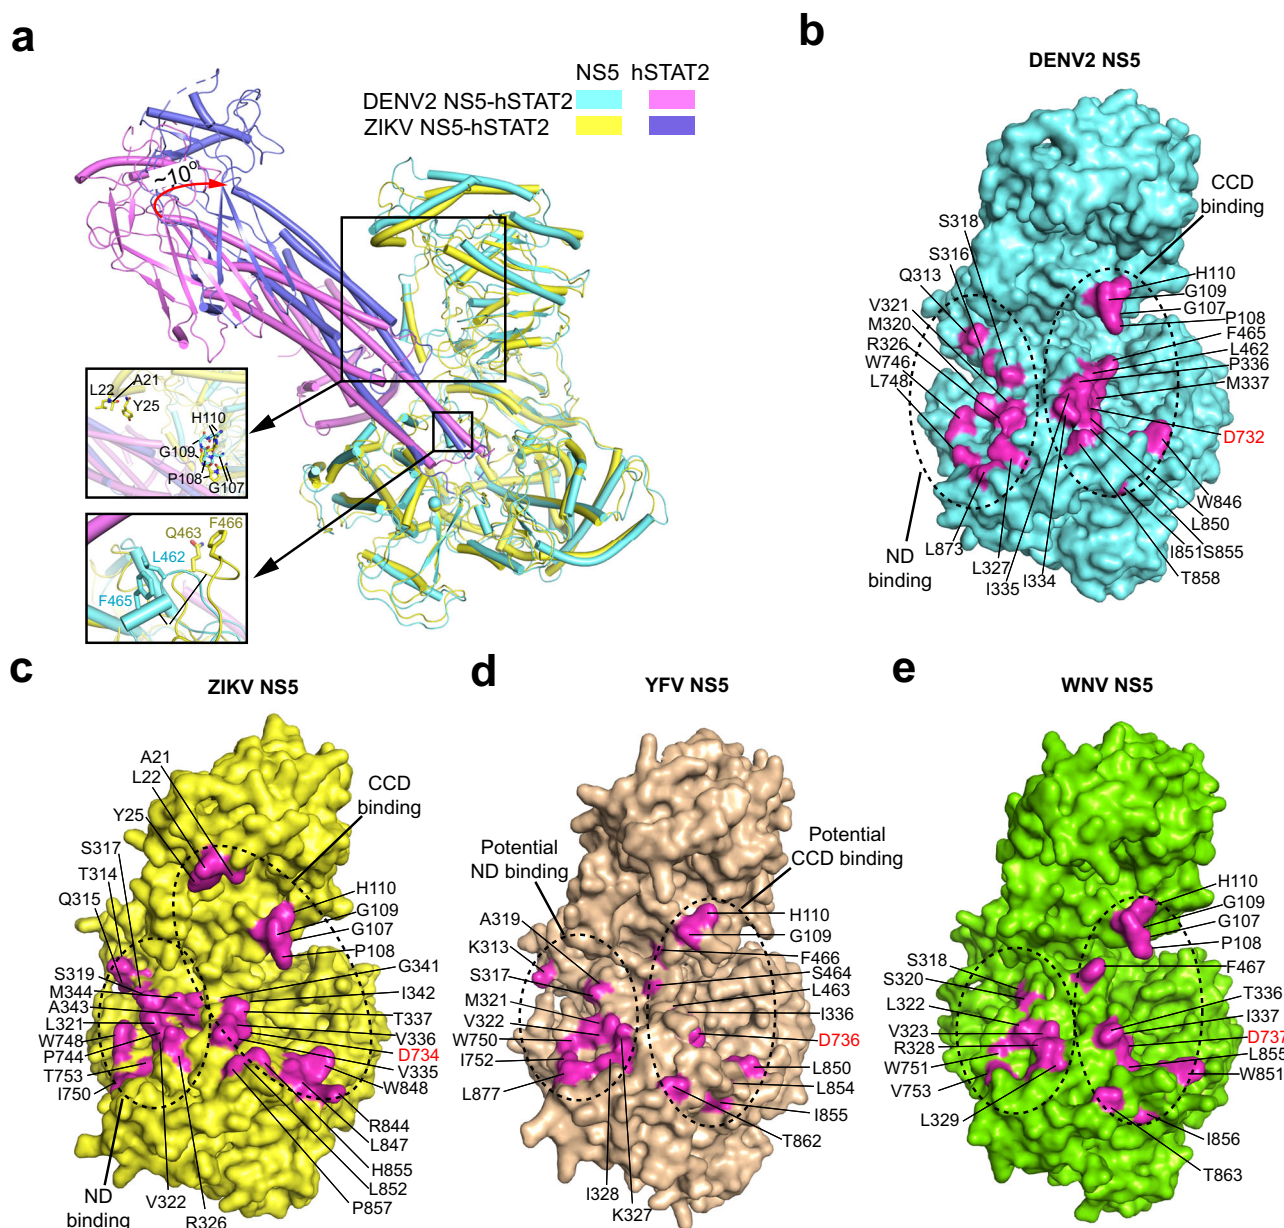 a
NS5 hSTAT2
DENV2 NS5-hSTAT2
ZIKV NS5-hSTAT2
~10°
L22
A21
Y25
H110
G109
P108
G107
Q463
F466
L462
F465
b
DENV2 NS5
CCD
binding
S318
S316
Q313
V321
M320
R326
W746
L748
H110
G109
G107
P108
F465
L462
P336
M337
D732
W846
L850
I851
S855
T858
ND
binding
L873
L327
I335
I334
c
ZIKV NS5
A21
L22
Y25
CCD
binding
S317
T314
Q315
H110
G109
G107
P108
S319
M344
A343
L321
W748
P744
T753
I750
G341
I342
T337
V336
D734
V335
W848
R844
L847
H855
L852
P857
ND
binding
V322
R326
d
YFV NS5
Potential
ND binding
Potential
CCD binding
A319
K313
S317
M321
V322
W750
I752
L877
H110
G109
F466
S464
L463
I336
D736
L850
L854
I855
T862
I328
K327
e
WNV NS5
H110
G109
G107
P108
F467
S318
S320
L322
V323
R328
W751
V753
L329
T336
I337
D737
L855
W851
I856
T863